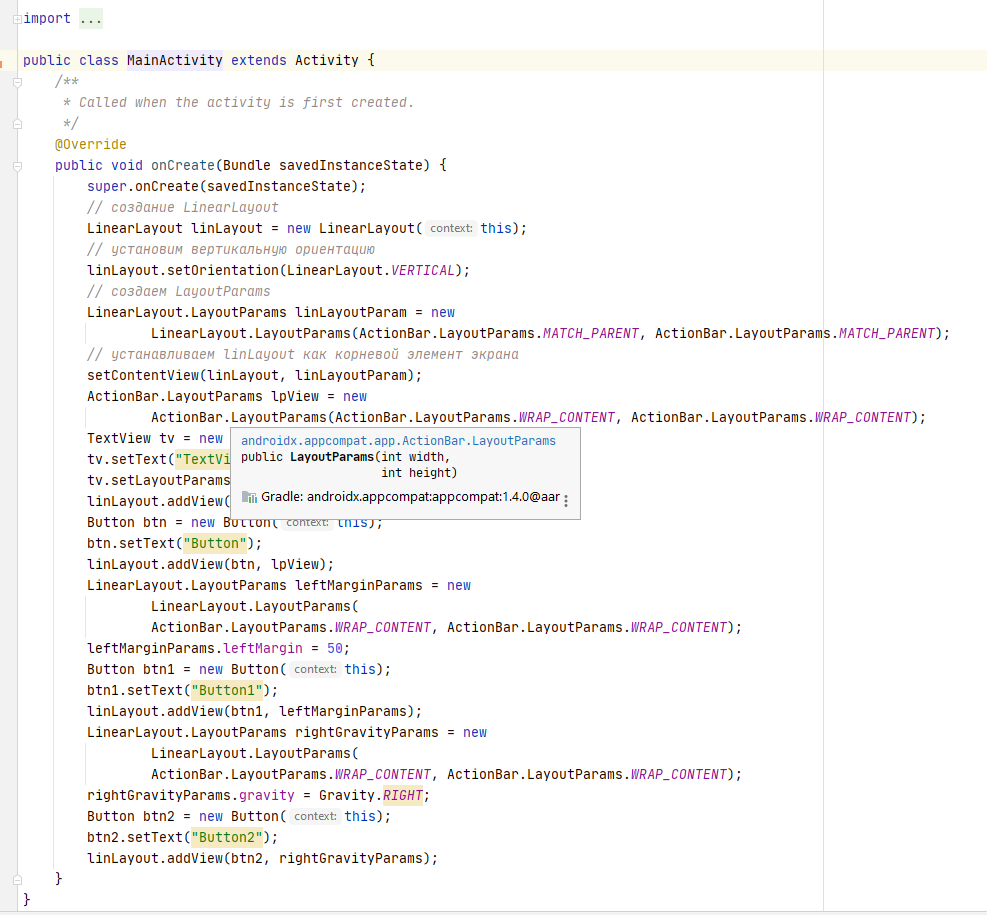 import ...
public class MainActivity extends Activity {
/**
* Called when the activity is first created.
*/
@Override
public void onCreate(Bundle savedInstanceState) {
super.onCreate(savedInstanceState);
// создание LinearLayout
LinearLayout linLayout = new LinearLayout( context: this);
// установим вертикальную ориентацию
linLayout.setOrientation(LinearLayout.VERTICAL);
// создаем LayoutParams
LinearLayout.LayoutParams linLayoutParam = new
LinearLayout.LayoutParams(ActionBar.LayoutParams.MATCH_PARENT, ActionBar.LayoutParams.MATCH_PARENT);
// устанавливаем linLayout как корневой элемент экрана
setContentView(linLayout, linLayoutParam);
ActionBar.LayoutParams lpView = new
ActionBar.LayoutParams(ActionBar.LayoutParams.WRAP_CONTENT, ActionBar.LayoutParams.WRAP_CONTENT);
TextView tv = new
tv.setText("TextVi
tv.setLayoutParams
linLayout.addView(
androidx.appcompat.app.ActionBar.LayoutParams
public LayoutParams(int width,
int height)
Gradle: androidx.appcompat:appcompat:1.4.0@aar
Button btn = new Button( context: this);
btn.setText("Button");
linLayout.addView(btn, lpView);
LinearLayout.LayoutParams leftMarginParams = new
LinearLayout.LayoutParams(
ActionBar.LayoutParams.WRAP_CONTENT, ActionBar.LayoutParams.WRAP_CONTENT);
leftMarginParams.leftMargin = 50;
Button btn1 = new Button( context: this);
btn1.setText("Button1");
linLayout.addView(btn1, leftMarginParams);
LinearLayout.LayoutParams rightGravityParams = new
LinearLayout.LayoutParams(
ActionBar.LayoutParams.WRAP_CONTENT, ActionBar.LayoutParams.WRAP_CONTENT);
rightGravityParams.gravity = Gravity.RIGHT;
Button btn2 = new Button( context: this);
btn2.setText("Button2");
linLayout.addView(btn2, rightGravityParams);
}
}